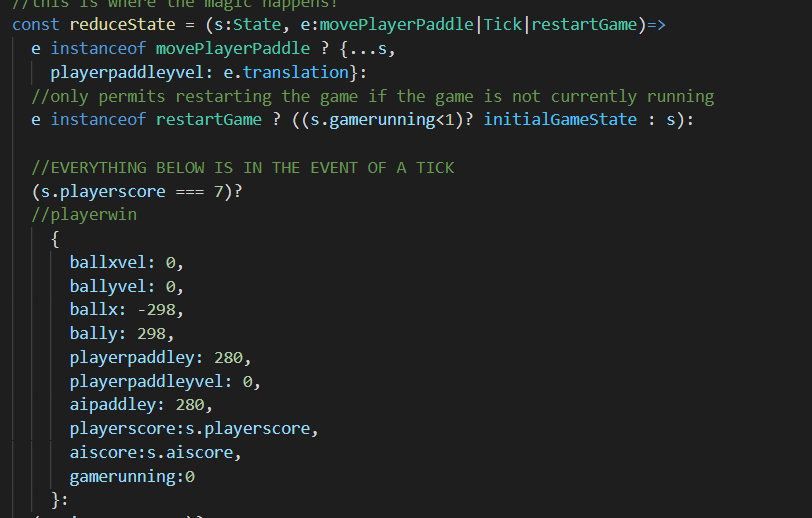 //this is where the magic happens!
const reduceState = (s:State, e:movePlayerPaddle|Tick|restartGame)=>
e instanceof movePlayerPaddle ? {...s,
playerpaddleyvel: e.translation}:
//only permits restarting the game if the game is not currently running
e instanceof restartGame ? ((s.gamerunning<1)? initialGameState : s):
//EVERYTHING BELOW IS IN THE EVENT OF A TICK
(s.playerscore === 7)?
//playerwin
{
ballxvel: 0,
ballyvel: 0,
ballx: -298,
bally: 298,
playerpaddley: 280,
playerpaddleyvel: 0,
aipaddley: 280,
playerscore:s.playerscore,
aiscore:s.aiscore,
gamerunning:0
}: